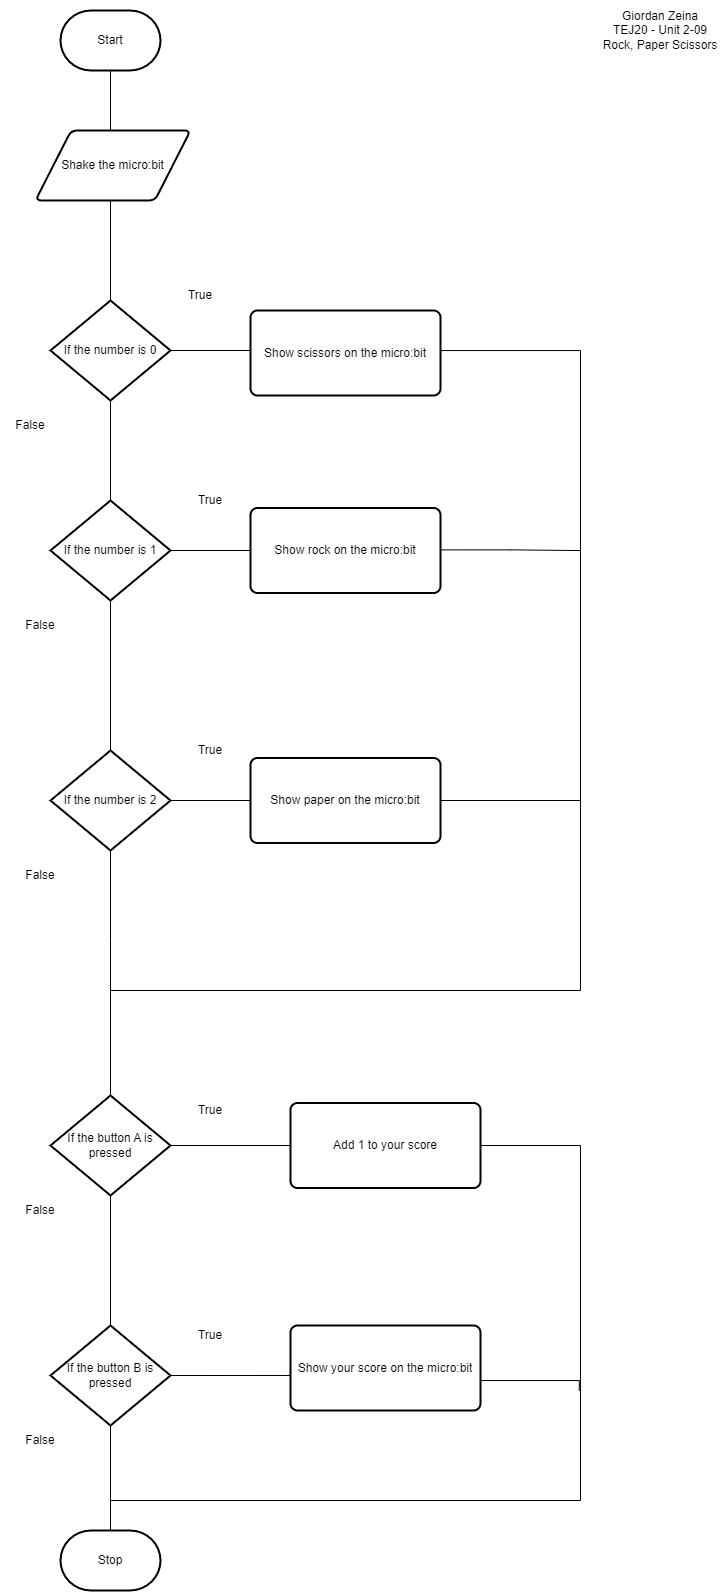 Giordan Zeina
TEJ20 - Unit 2-09
Rock, Paper Scissors
Start
Shake the micro:bit
True
If the number is 0
Show scissors on the micro:bit
False
True
If the number is 1
Show rock on the micro:bit
False
True
If the number is 2
Show paper on the micro:bit
False
True
If the button A is
pressed
Add 1 to your score
False
True
If the button B is
pressed
Show your score on the micro:bit
False
Stop